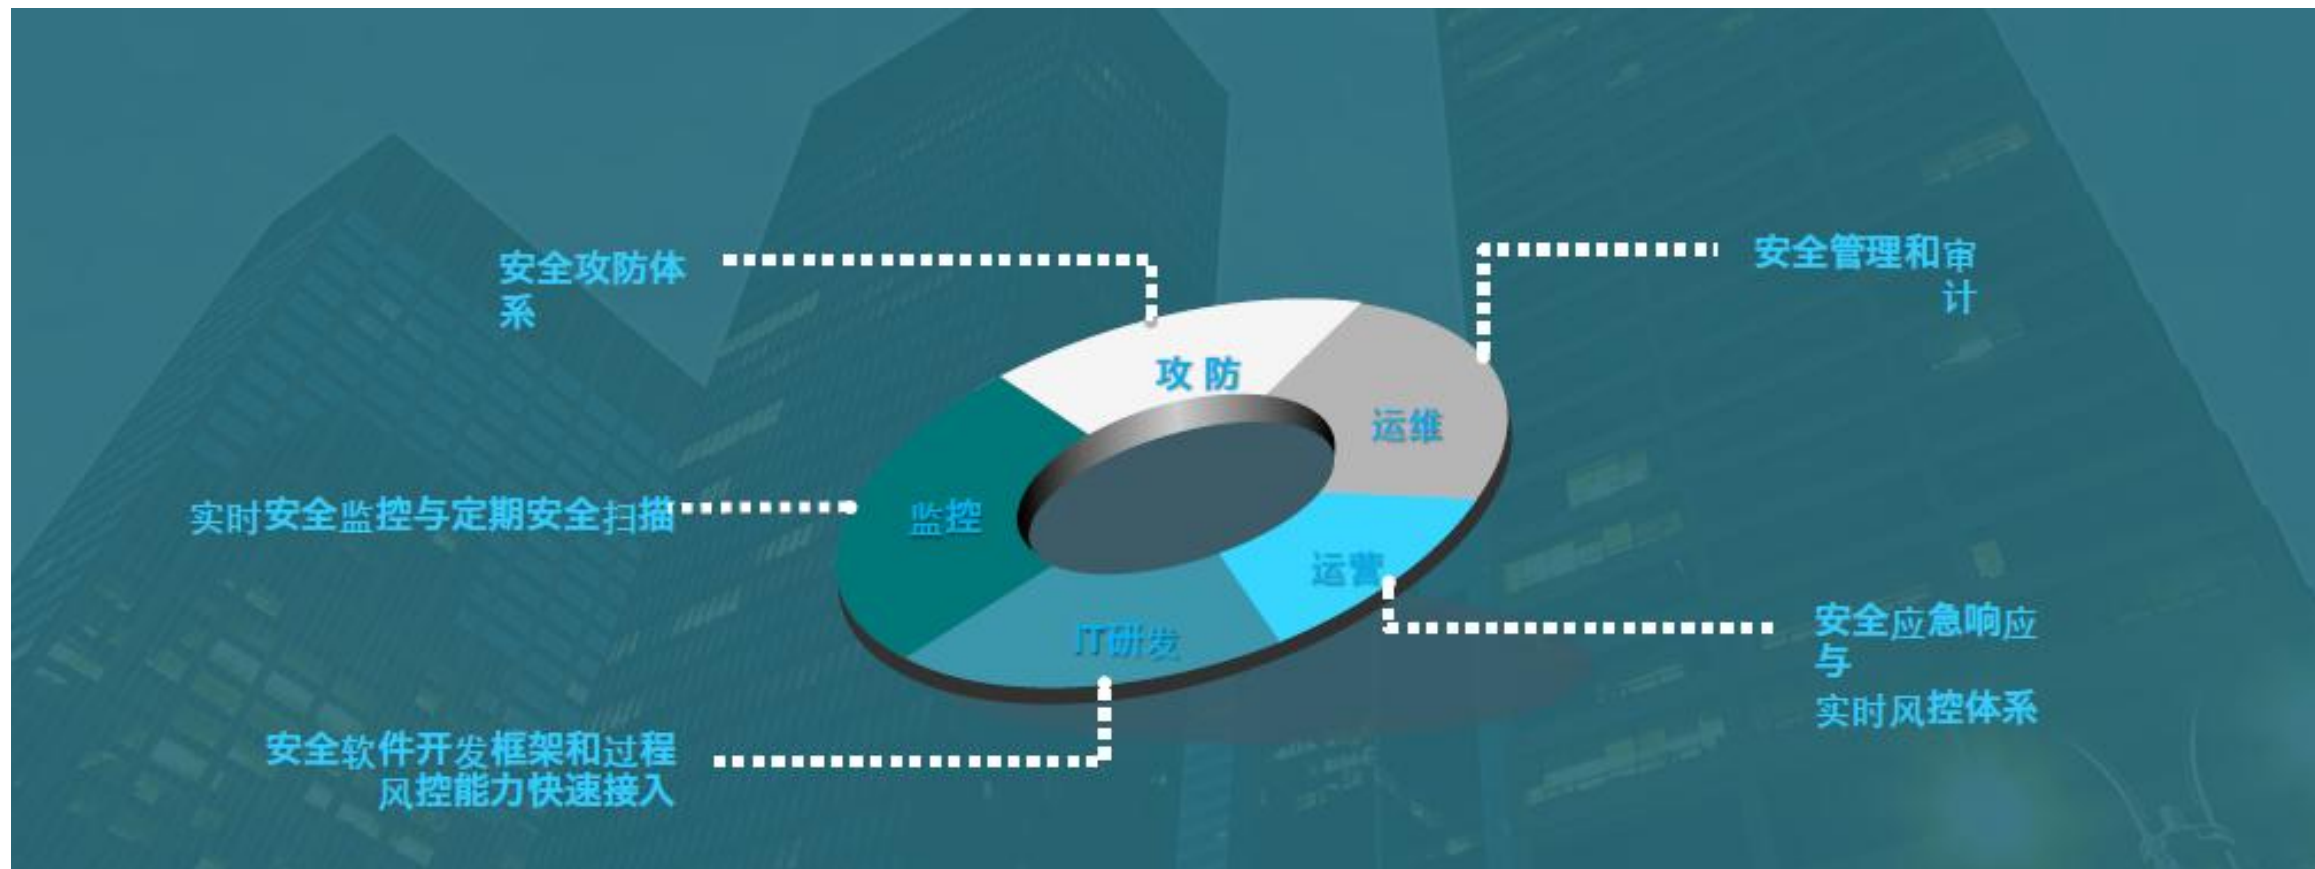 安全攻防体
系
安全管理和审
计
攻 防
运维
实时安全监控与定期安全扫描
监控
运营
IT研发
安全应急响应
与
实时风控体系
安全软件开发框架和过程
风控能力快速接入